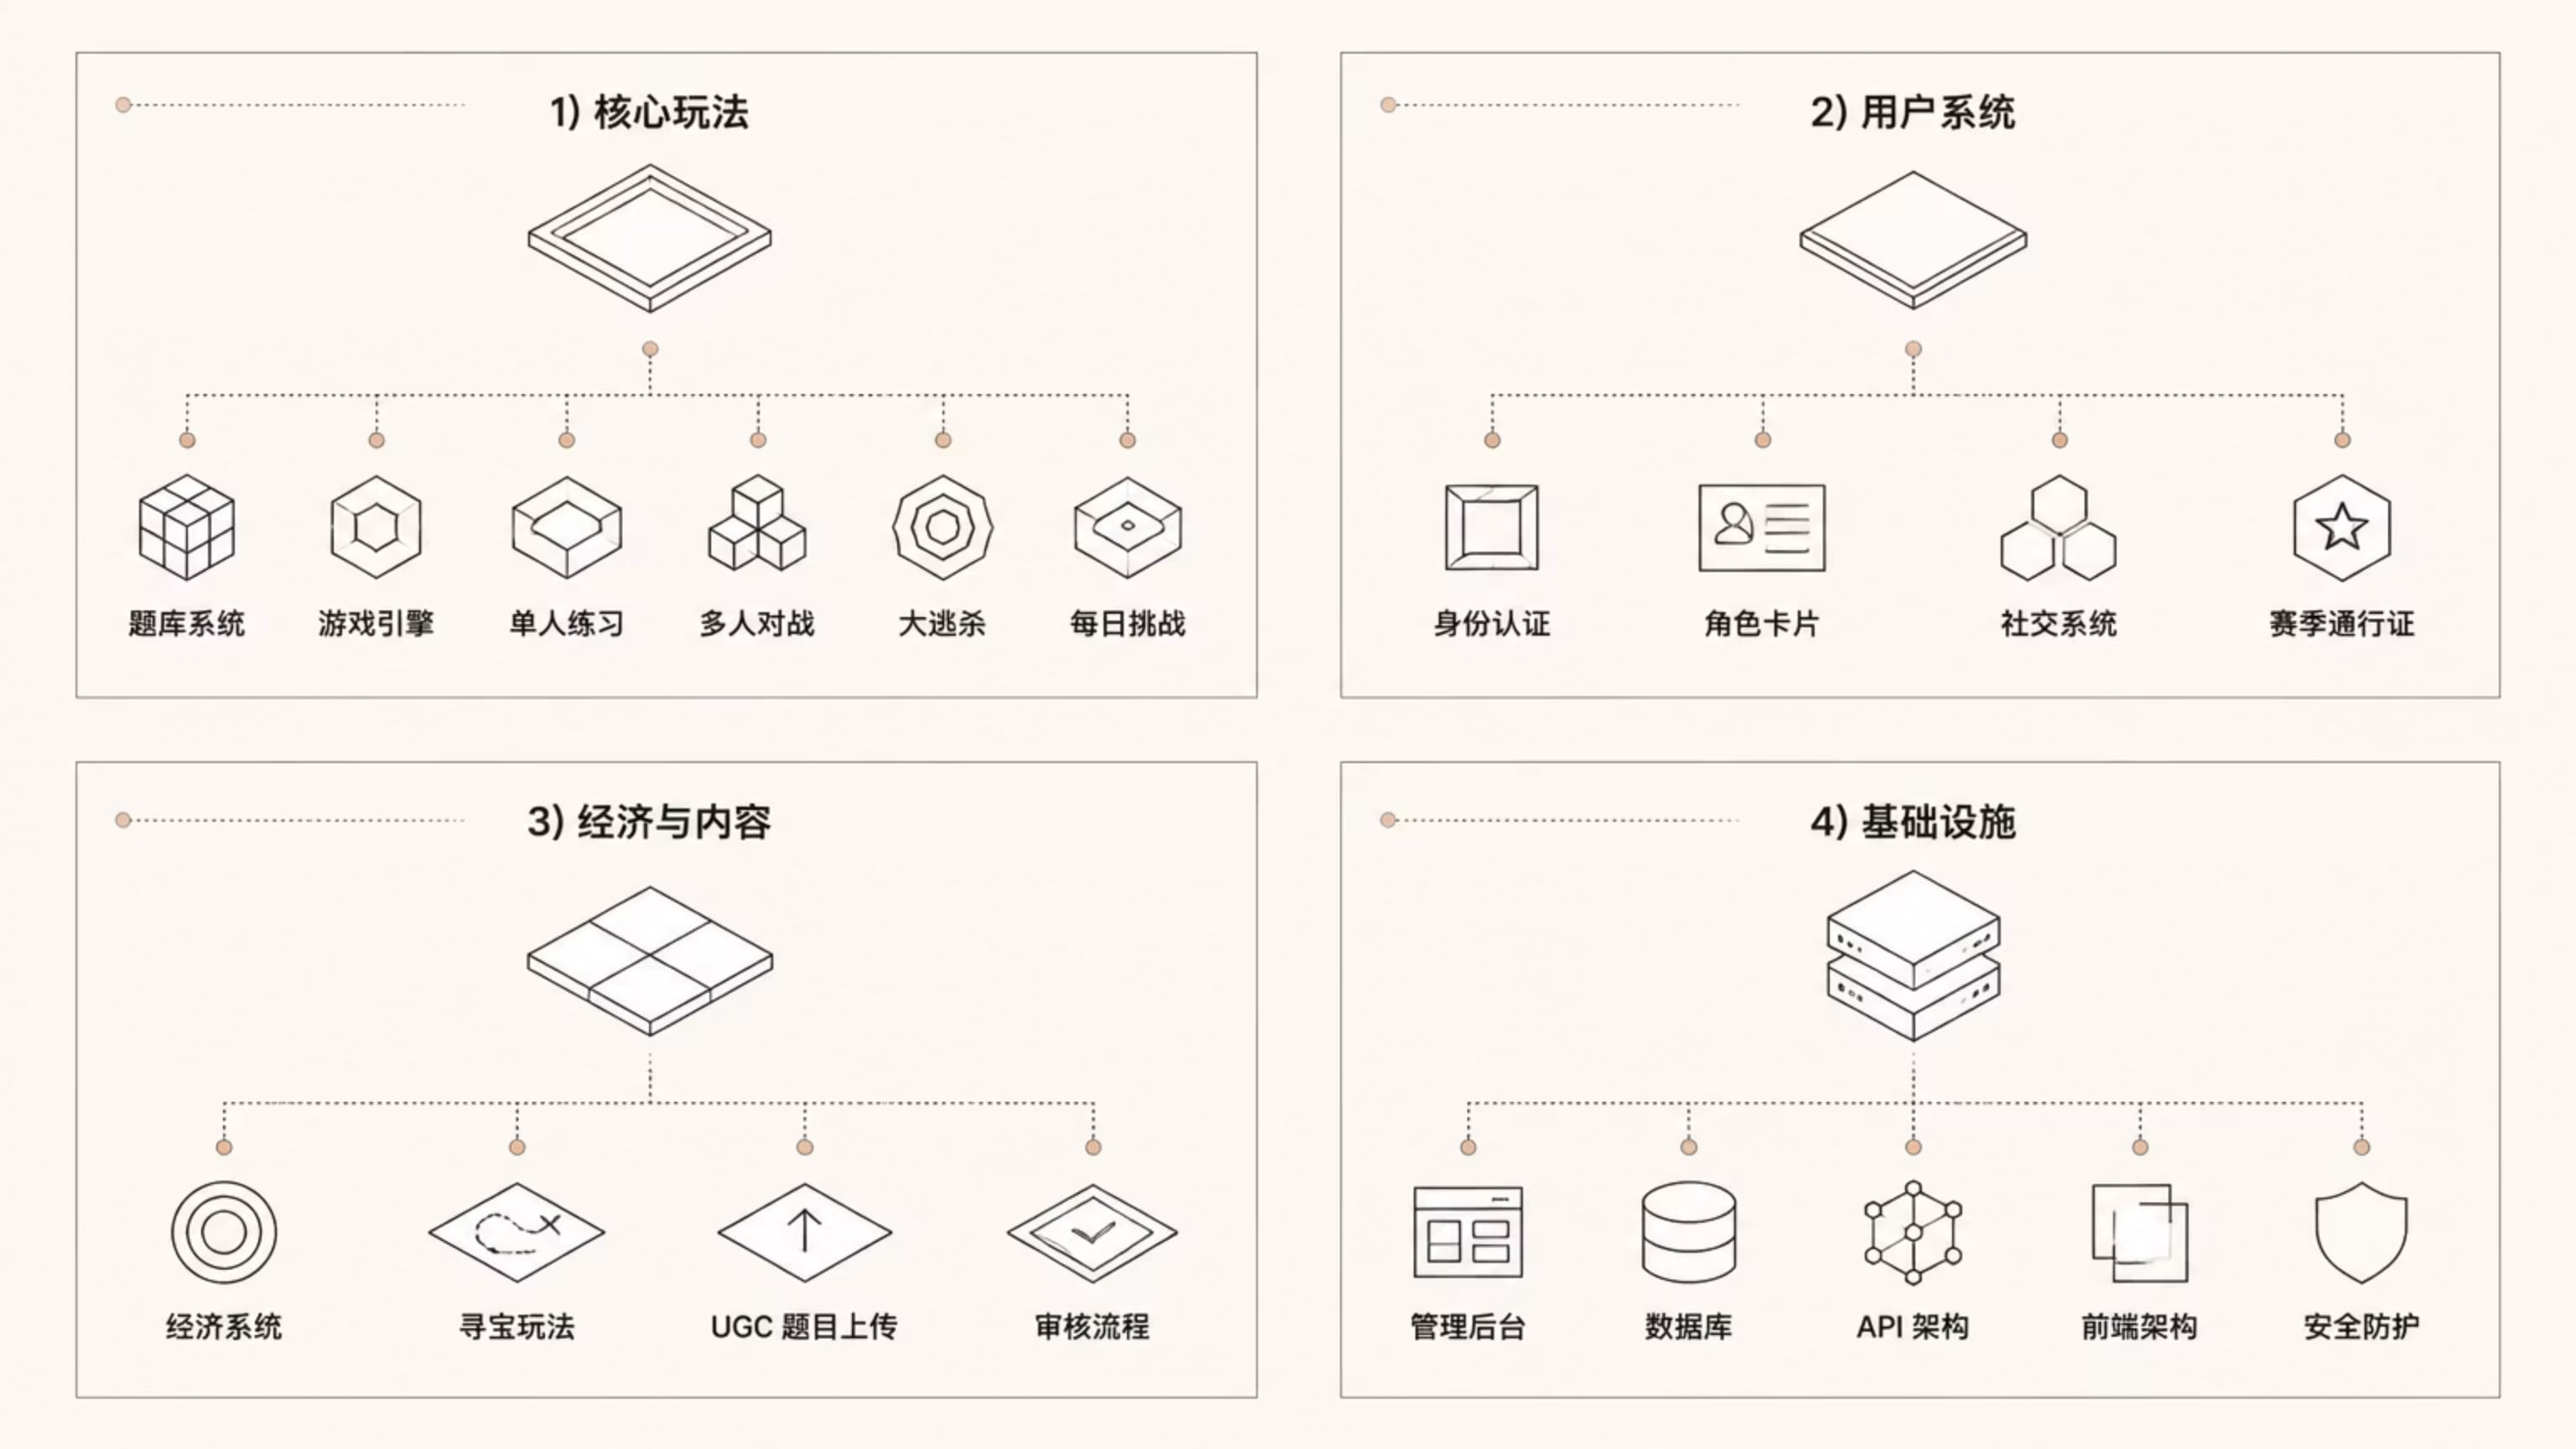 1) 核心玩法
题库系统
游戏引擎
单人练习
多人对战
大逃杀
每日挑战
2) 用户系统
身份认证
角色卡片
社交系统
赛季通行证
3) 经济与内容
经济系统
寻宝玩法
UGC 题目上传
审核流程
4) 基础设施
管理后台
数据库
API 架构
前端架构
安全防护